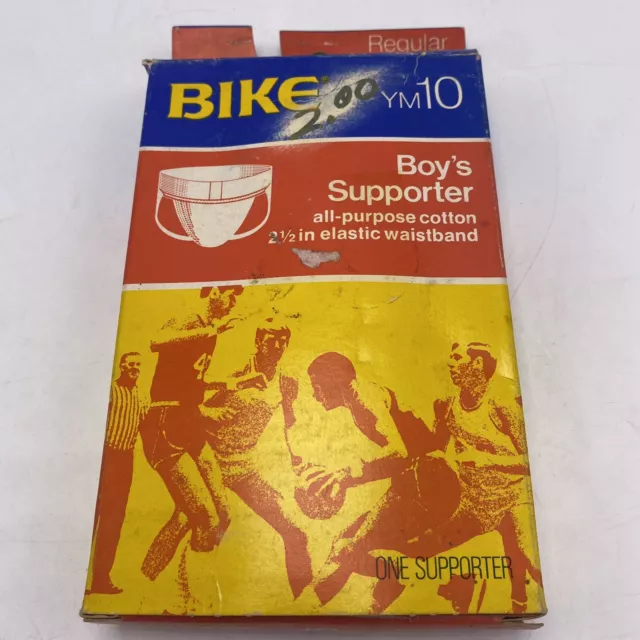 Regular
BIKE
2.00
YM10
Boy's
Supporter
all-purpose cotton
2½ in elastic waistband
ONE SUPPORTER